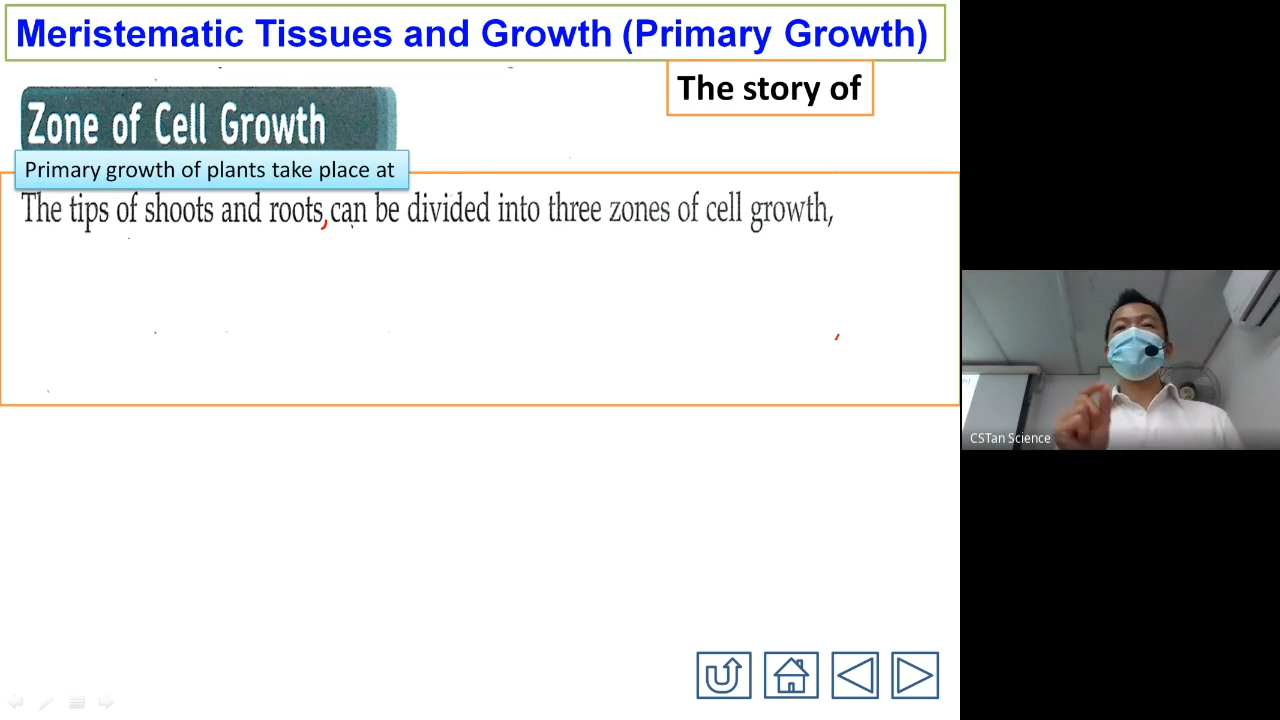 Meristematic Tissues and Growth (Primary Growth)
The story of
Zone of Cell Growth
Primary growth of plants take place at
The tips of shoots and roots, can be divided into three zones of cell growth,
CSTan Science